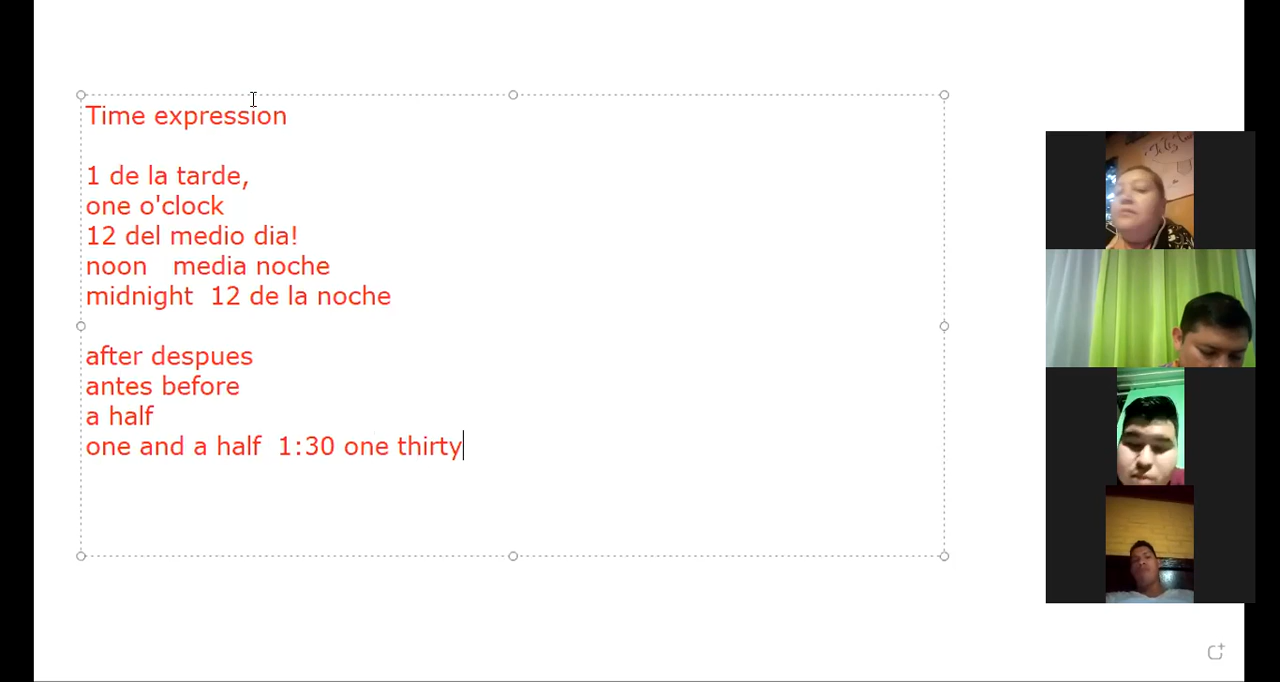 Time expression
1 de la tarde,
one o'clock
12 del medio dia!
noon media noche
midnight 12 de la noche
after despues
antes before
a half
one and a half 1:30 one thirty